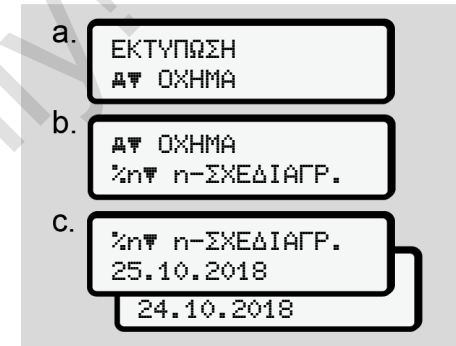 a.
ΕΚΤΥΠΩΣΗ
ΟΧΗΜΑ
b.
ΟΧΗΜΑ
%n▼ n-ΣΧΕΔΙΑΓΡ.
c.
%n▼ n-ΣΧΕΔΙΑΓΡ.
25.10.2018
24.10.2018